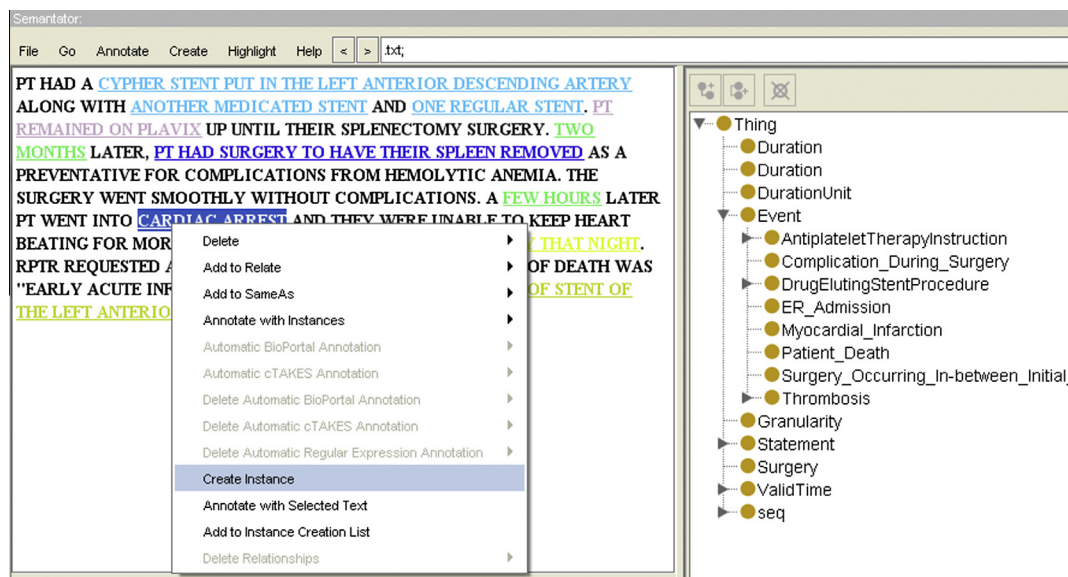 Semantator:
File Go Annotate Create Highlight Help < > .txt;
PT HAD A CYPHER STENT PUT IN THE LEFT ANTERIOR DESCENDING ARTERY
ALONG WITH ANOTHER MEDICATED STENT AND ONE REGULAR STENT. PT
REMAINED ON PLAVIX UP UNTIL THEIR SPLENECTOMY SURGERY. TWO
MONTHS LATER, PT HAD SURGERY TO HAVE THEIR SPLEEN REMOVED AS A
PREVENTATIVE FOR COMPLICATIONS FROM HEMOLYTIC ANEMIA. THE
SURGERY WENT SMOOTHLY WITHOUT COMPLICATIONS. A FEW HOURS LATER
PT WENT INTO CARDIAC ARREST AND THEY WERE UNABLE TO KEEP HEART
BEATING FOR MOR THAT NIGHT.
RPTR REQUESTED A OF DEATH WAS
"EARLY ACUTE INF OF STENT OF
THE LEFT ANTERIO
Delete
Add to Relate
Add to SameAs
Annotate with Instances
Automatic BioPortal Annotation
Automatic cTAKES Annotation
Delete Automatic BioPortal Annotation
Delete Automatic cTAKES Annotation
Delete Automatic Regular Expression Annotation
Create Instance
Annotate with Selected Text
Add to Instance Creation List
Delete Relationships
Thing
Duration
Duration
DurationUnit
Event
AntiplateletTherapyInstruction
Complication_During_Surgery
DrugElutingStentProcedure
ER_Admission
Myocardial_Infarction
Patient_Death
Surgery_Occurring_In-between_Initial_
Thrombosis
Granularity
Statement
Surgery
ValidTime
seq